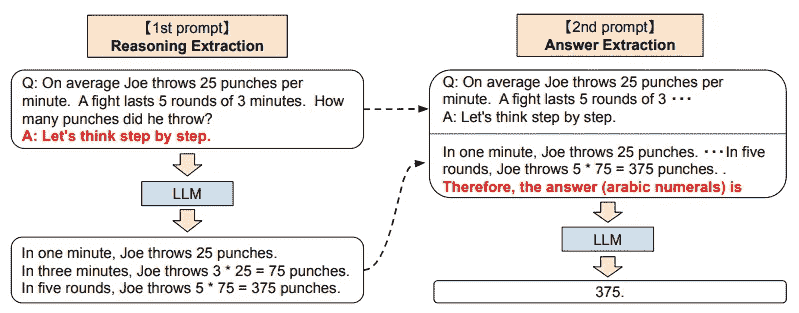 【1st prompt】
Reasoning Extraction
Q: On average Joe throws 25 punches per
minute. A fight lasts 5 rounds of 3 minutes. How
many punches did he throw?
A: Let's think step by step.
LLM
In one minute, Joe throws 25 punches.
In three minutes, Joe throws 3 * 25 = 75 punches.
In five rounds, Joe throws 5 * 75 = 375 punches.
【2nd prompt】
Answer Extraction
Q: On average Joe throws 25 punches per
minute. A fight lasts 5 rounds of 3 ･･･
A: Let's think step by step.
In one minute, Joe throws 25 punches. ･･･In five
rounds, Joe throws 5 * 75 = 375 punches. .
Therefore, the answer (arabic numerals) is
LLM
375.